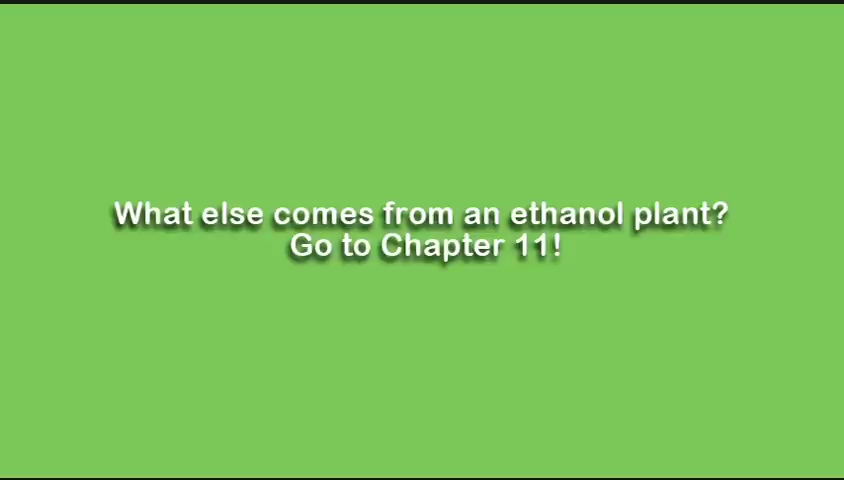 What else comes from an ethanol plant?
Go to Chapter 11!